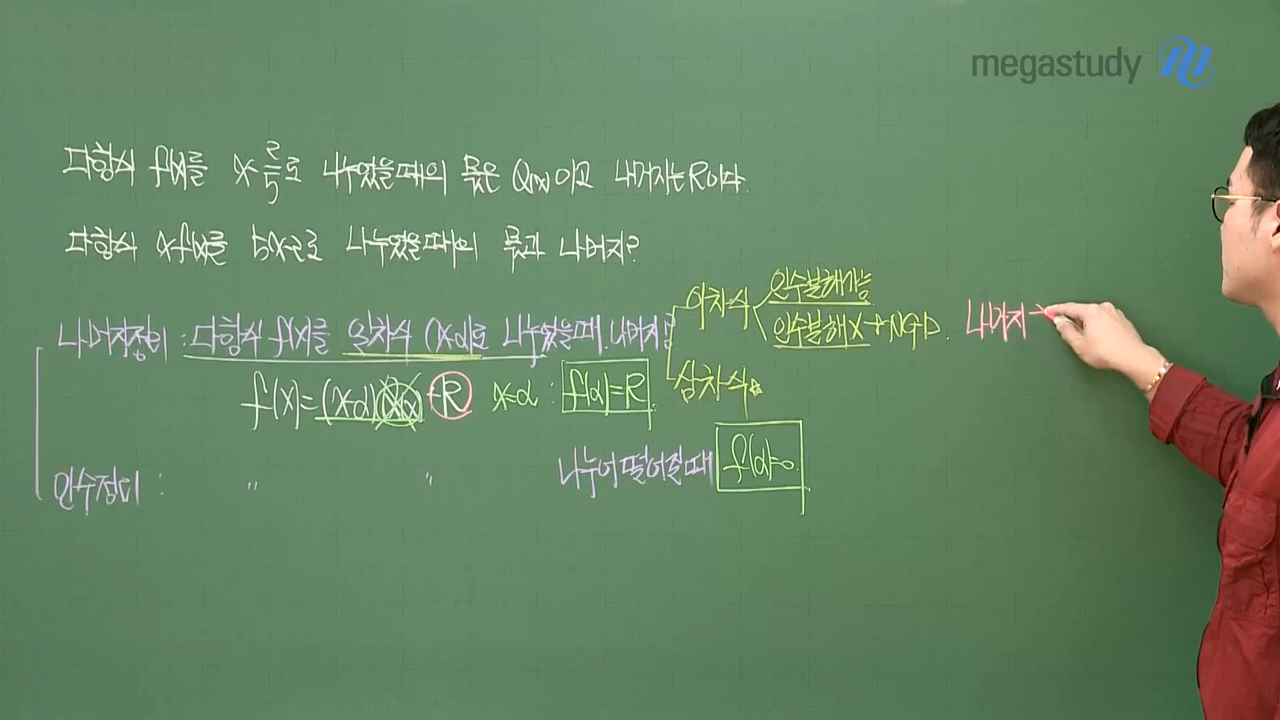 megastudy
다항식 f(x)를 x-2/5로 나누었을때의 몫은 Q(x)이고 나머지는 R이다.
다항식 xf(x)를 5x-2로 나누었을때의 몫과 나머지?
나머지정리 : 다항식 f(x)를 일차식 (x-α)로 나누었을때. 나머지
f(x)=(x-α)Q(x)+R x=α : f(α)=R
이차식 인수분해가능
인수분해X→NGD.
삼차식☆
나머지 →
인수정리 : " " 나누어떨어질때 f(α)=0.